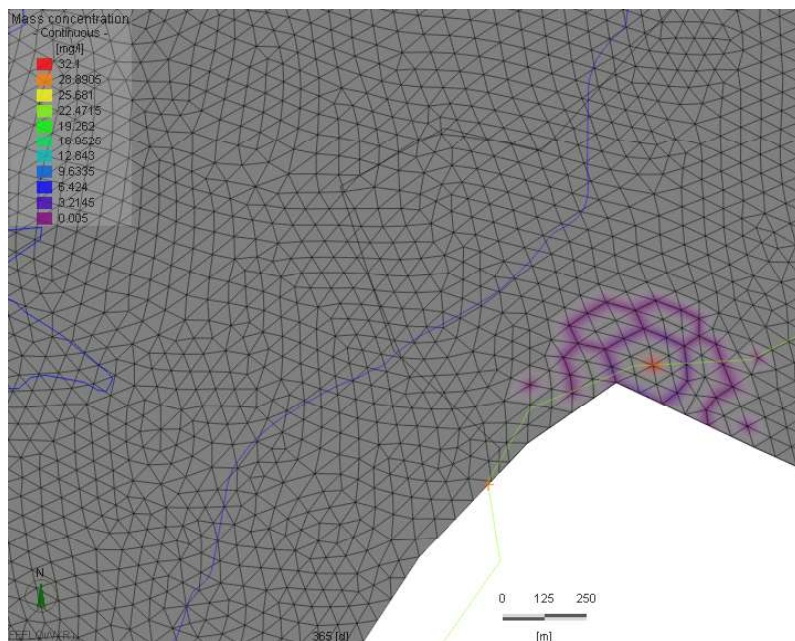 Mass concentration
Continuous -
[mg/l]
32.1
28.8905
25.681
22.4715
19.262
16.0525
12.843
9.6335
6.424
3.2145
0.005
N
0 125 250
[m]
365 [d]